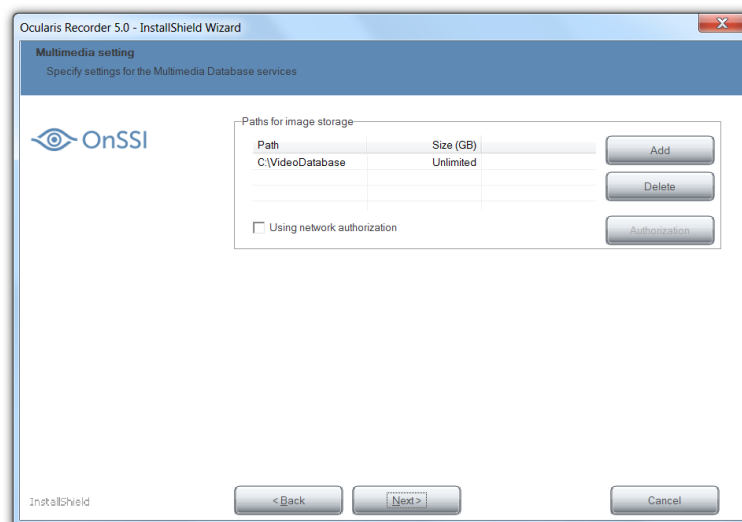 Ocularis Recorder 5.0 - InstallShield Wizard
Multimedia setting
Specify settings for the Multimedia Database services
OnSSI
Paths for image storage
Path Size (GB)
C:\VideoDatabase Unlimited
Add
Delete
Using network authorization
Authorization
InstallShield
< Back Next > Cancel